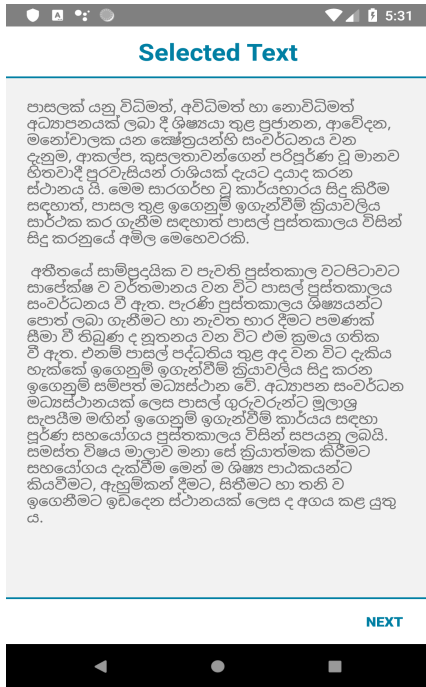 5:31
Selected Text
පාසලක් යනු විධිමත්, අවිධිමත් හා නොවිධිමත්
අධ්‍යාපනයක් ලබා දී ශිෂ්‍යයා තුළ ප්‍රජානන, ආවේදන,
මනෝචාලක යන ක්‍ෂේත්‍රයන්හි සංවර්ධනය වන
දැනුම, ආකල්ප, කුසලතාවන්ගෙන් පරිපූර්ණ වූ මානව
හිතවාදී පුරවැසියන් රාශියක් දැයට දායාද කරන
ස්ථානය යි. මෙම සාරගර්භ වූ කාර්යභාරය සිදු කිරීම
සඳහාත්, පාසල තුළ ඉගෙනුම් ඉගැන්වීම් ක්‍රියාවලිය
සාර්ථක කර ගැනීම සඳහාත් පාසල් පුස්තකාලය විසින්
සිදු කරනුයේ අමිල මෙහෙවරකි.
අතීතයේ සාම්ප්‍රදායික ව පැවති පුස්තකාල වටපිටාවට
සාපේක්ෂ ව වර්තමානය වන විට පාසල් පුස්තකාලය
සංවර්ධනය වී ඇත. පැරණි පුස්තකාලය ශිෂ්‍යයන්ට
පොත් ලබා ගැනීමට හා නැවත භාර දීමට පමණක්
සීමා වී තිබුණ ද නූතනය වන විට එම ක්‍රමය ගතික
වී ඇත. එනම් පාසල් පද්ධතිය තුළ අද වන විට දැකිය
හැක්කේ ඉගෙනුම් ඉගැන්වීම් ක්‍රියාවලිය සිදු කරන
ඉගෙනුම් සම්පත් මධ්‍යස්ථාන වේ. අධ්‍යාපන සංවර්ධන
මධ්‍යස්ථානයක් ලෙස පාසල් ගුරුවරුන්ට මූලාශ්‍ර
සැපයීම මඟින් ඉගෙනුම් ඉගැන්වීම් කාර්යය සඳහා
පූර්ණ සහයෝගය පුස්තකාලය විසින් සපයනු ලබයි.
සමස්ත විෂය මාලාව මනා සේ ක්‍රියාත්මක කිරීමට
සහයෝගය දැක්වීම මෙන් ම ශිෂ්‍ය පාඨකයන්ට
කියවීමට, ඇහුම්කන් දීමට, සිතීමට හා තනි ව
ඉගෙනීමට ඉඩදෙන ස්ථානයක් ලෙස ද අගය කළ යුතු
ය.
NEXT